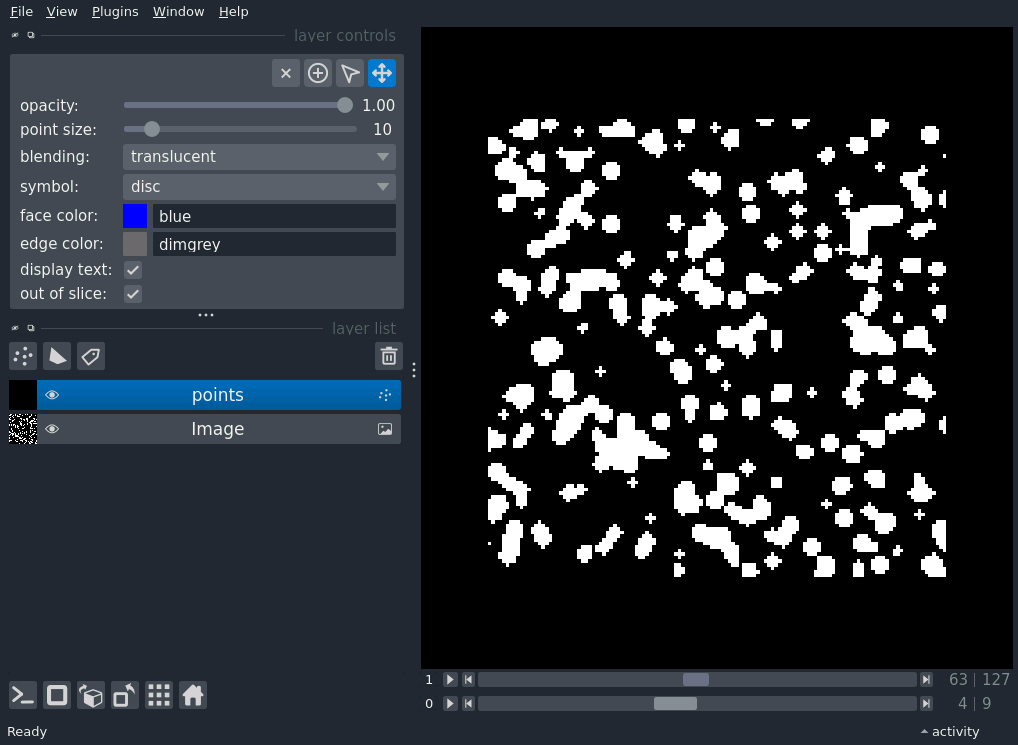 File View Plugins Window Help
layer controls
opacity: 1.00
point size: 10
blending: translucent
symbol: disc
face color: blue
edge color: dimgrey
display text:
out of slice:
layer list
points
Image
1 63 | 127
0 4 | 9
Ready activity